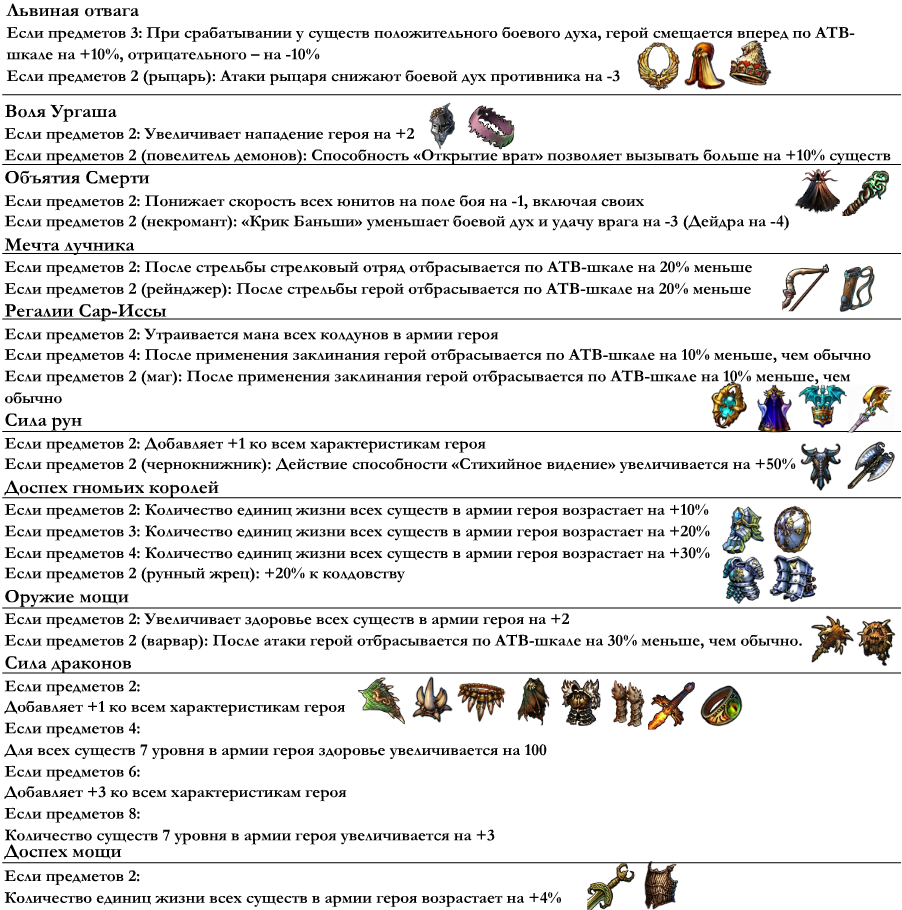 Львиная отвага
Если предметов 3: При срабатывании у существ положительного боевого духа, герой смещается вперед по АТВ-
шкале на +10%, отрицательного – на -10%
Если предметов 2 (рыцарь): Атаки рыцаря снижают боевой дух противника на -3
Воля Ургаша
Если предметов 2: Увеличивает нападение героя на +2
Если предметов 2 (повелитель демонов): Способность «Открытие врат» позволяет вызывать больше на +10% существ
Объятия Смерти
Если предметов 2: Понижает скорость всех юнитов на поле боя на -1, включая своих
Если предметов 2 (некромант): «Крик Баньши» уменьшает боевой дух и удачу врага на -3 (Дейдра на -4)
Мечта лучника
Если предметов 2: После стрельбы стрелковый отряд отбрасывается по АТВ-шкале на 20% меньше
Если предметов 2 (рейнджер): После стрельбы герой отбрасывается по АТВ-шкале на 20% меньше
Регалии Сар-Иссы
Если предметов 2: Утраивается мана всех колдунов в армии героя
Если предметов 4: После применения заклинания герой отбрасывается по АТВ-шкале на 10% меньше, чем обычно
Если предметов 2 (маг): После применения заклинания герой отбрасывается по АТВ-шкале на 10% меньше, чем
обычно
Сила рун
Если предметов 2: Добавляет +1 ко всем характеристикам героя
Если предметов 2 (чернокнижник): Действие способности «Стихийное видение» увеличивается на +50%
Доспех гномьих королей
Если предметов 2: Количество единиц жизни всех существ в армии героя возрастает на +10%
Если предметов 3: Количество единиц жизни всех существ в армии героя возрастает на +20%
Если предметов 4: Количество единиц жизни всех существ в армии героя возрастает на +30%
Если предметов 2 (рунный жрец): +20% к колдовству
Оружие мощи
Если предметов 2: Увеличивает здоровье всех существ в армии героя на +2
Если предметов 2 (варвар): После атаки герой отбрасывается по АТВ-шкале на 30% меньше, чем обычно.
Сила драконов
Если предметов 2:
Добавляет +1 ко всем характеристикам героя
Если предметов 4:
Для всех существ 7 уровня в армии героя здоровье увеличивается на 100
Если предметов 6:
Добавляет +3 ко всем характеристикам героя
Если предметов 8:
Количество существ 7 уровня в армии героя увеличивается на +3
Доспех мощи
Если предметов 2:
Количество единиц жизни всех существ в армии героя возрастает на +4%